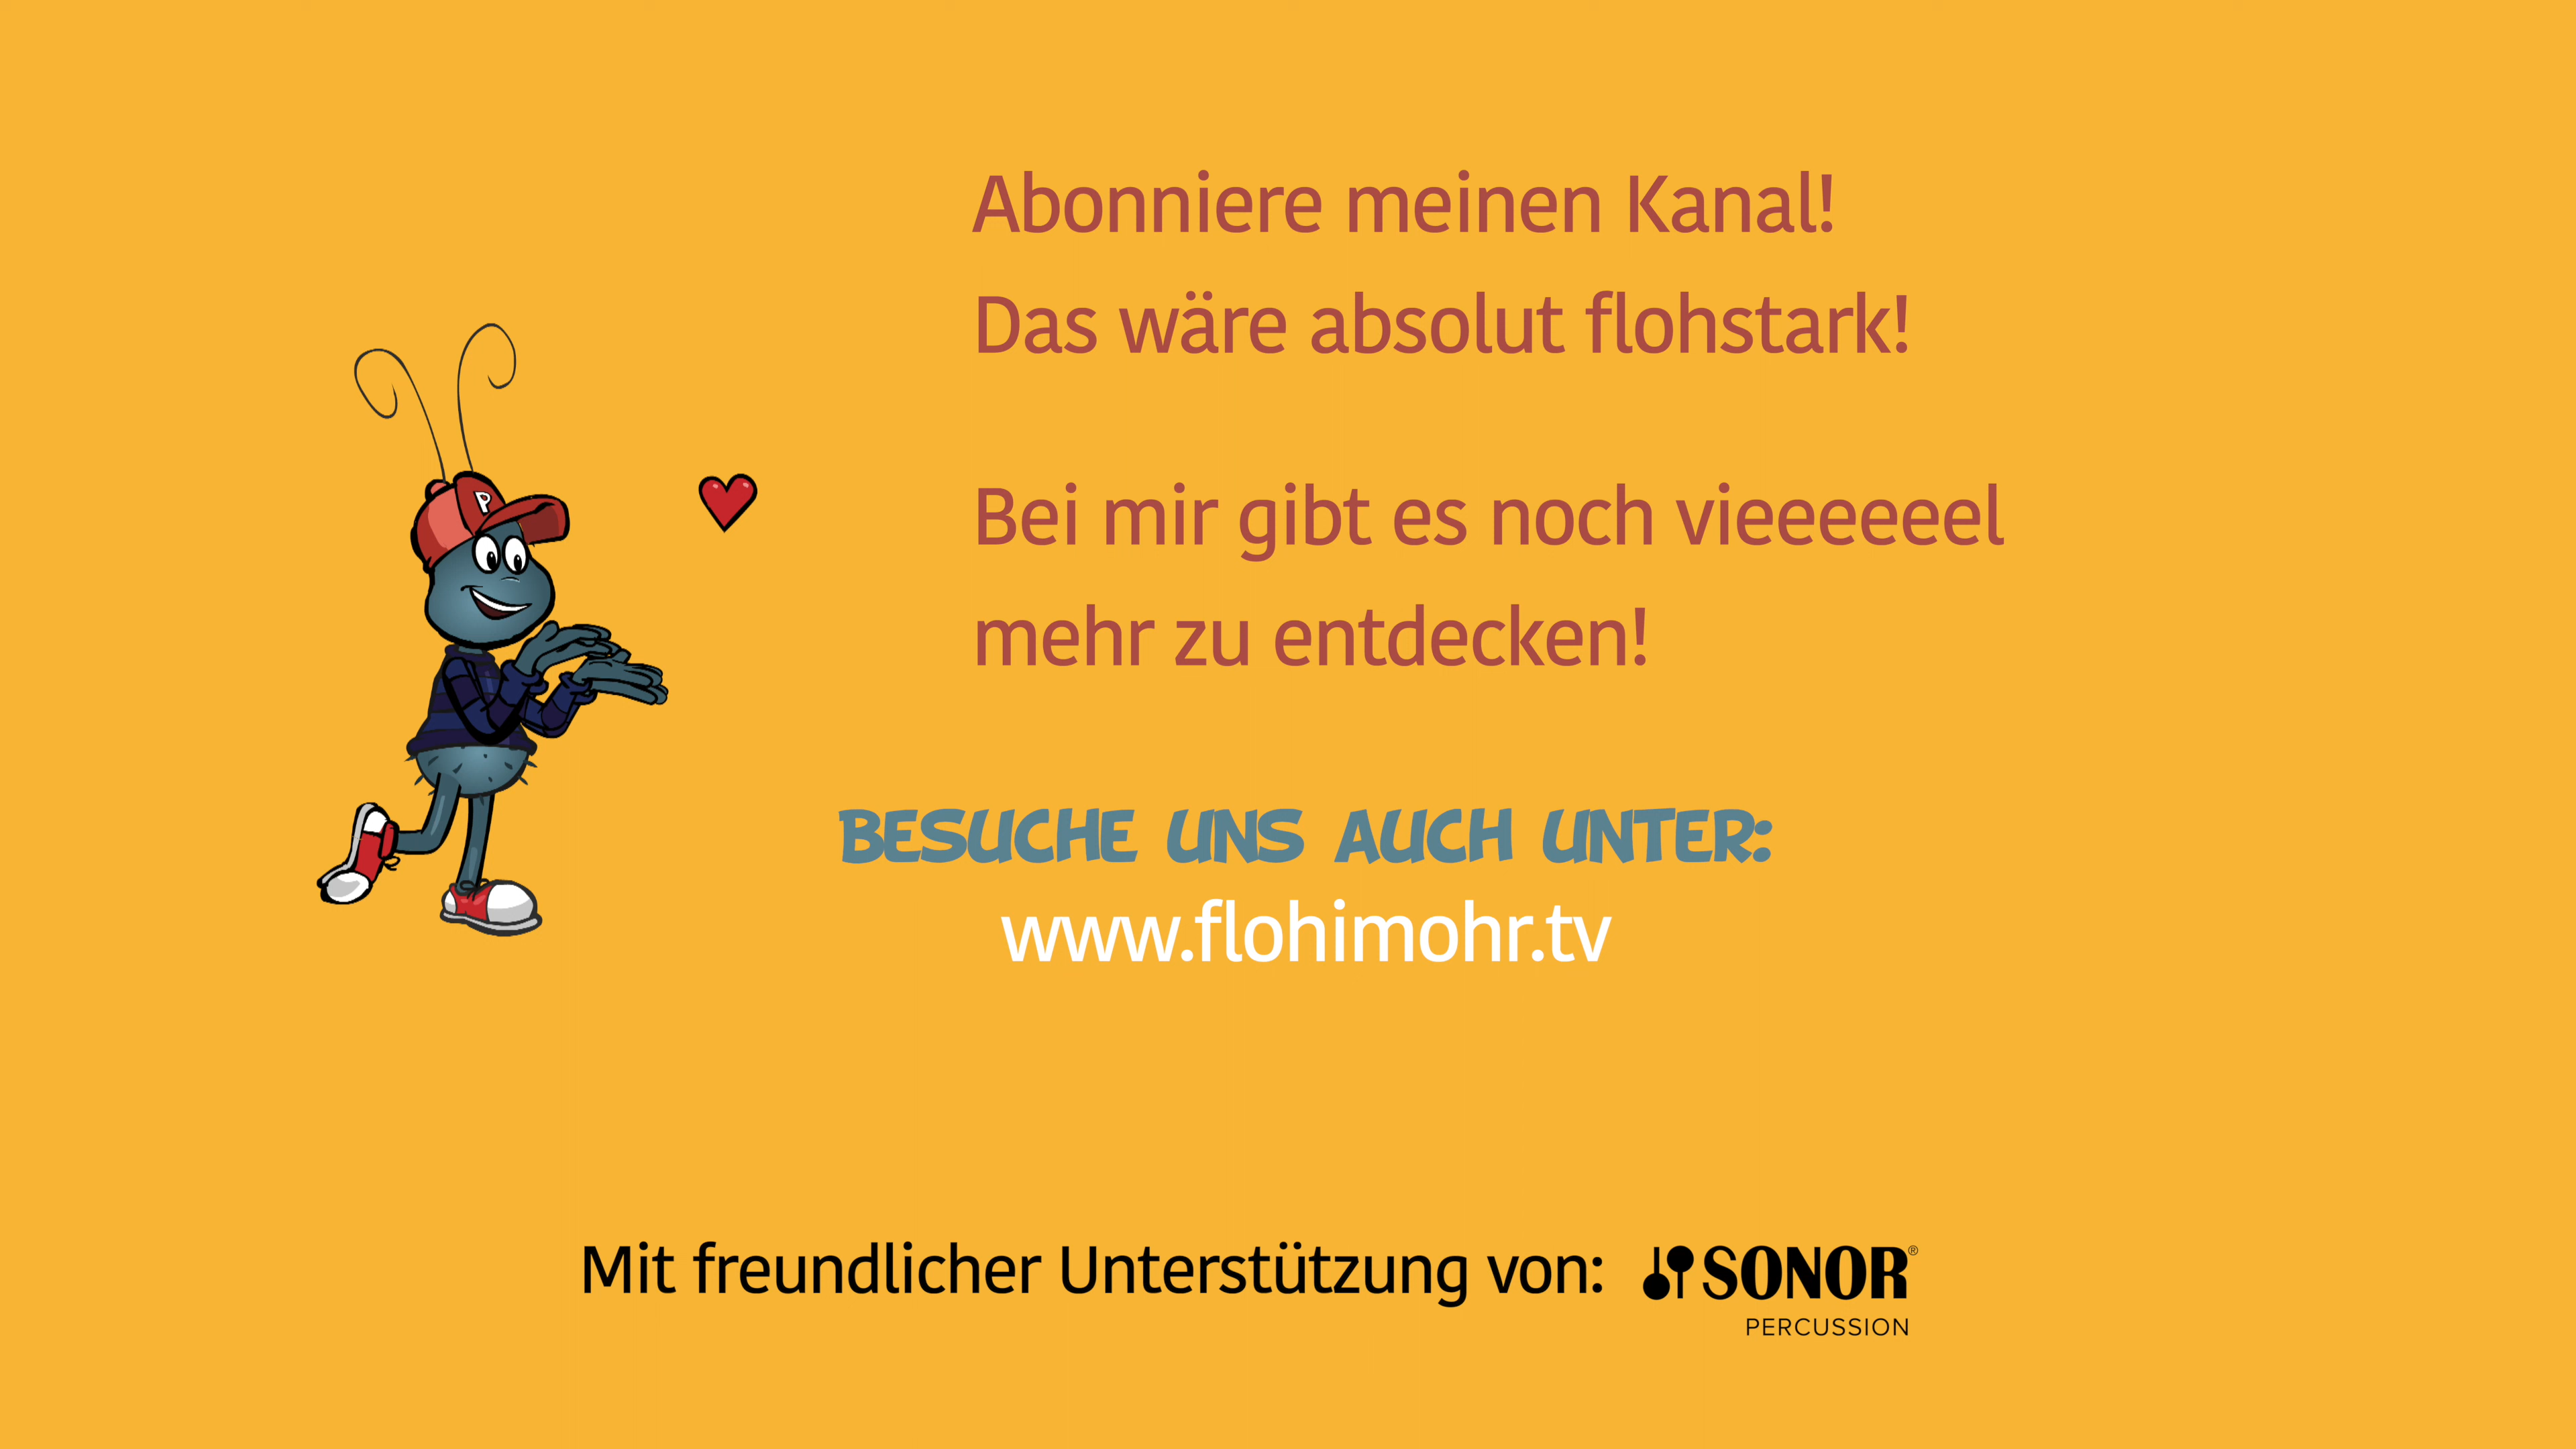 Abonniere meinen Kanal!
Das wäre absolut flohstark!
Bei mir gibt es noch vieeeeeeel
mehr zu entdecken!
P
BESUCHE UNS AUCH UNTER:
www.flohimohr.tv
Mit freundlicher Unterstützung von: SONOR®
PERCUSSION